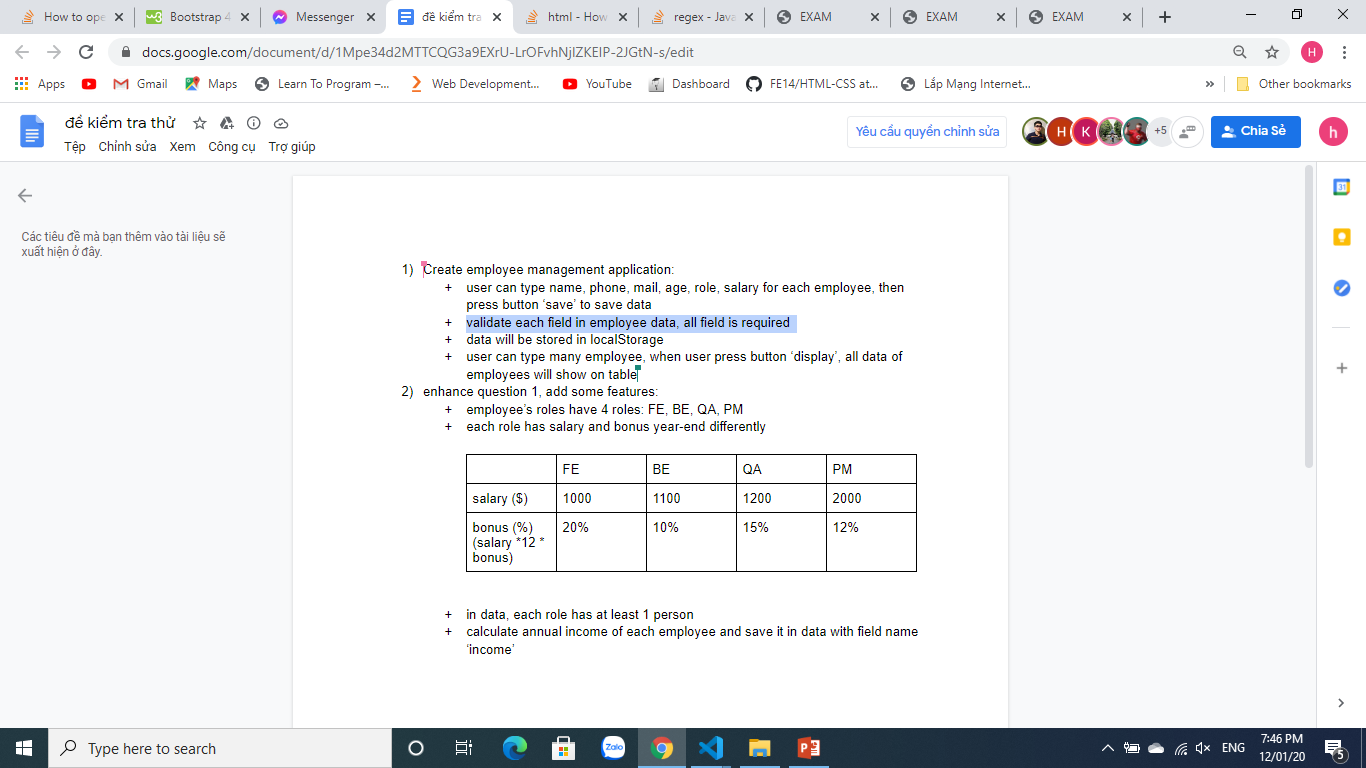 How to ope
Bootstrap 4
Messenger
đề kiểm tra
html - How
regex - Java
EXAM
EXAM
EXAM
docs.google.com/document/d/1Mpe34d2MTTCQG3a9EXrU-LrOFvhNjlZKEIP-2JGtN-s/edit
H
Apps
Gmail
Maps
Learn To Program –...
Web Development...
YouTube
Dashboard
FE14/HTML-CSS at...
Lắp Mạng Internet...
»
Other bookmarks
đề kiểm tra thử
Tệp Chỉnh sửa Xem Công cụ Trợ giúp
Yêu cầu quyền chỉnh sửa
H
K
+5
Chia Sẻ
h
Các tiêu đề mà bạn thêm vào tài liệu sẽ
xuất hiện ở đây.
1) Create employee management application:
+ user can type name, phone, mail, age, role, salary for each employee, then
press button ‘save’ to save data
+ validate each field in employee data, all field is required
+ data will be stored in localStorage
+ user can type many employee, when user press button ‘display’, all data of
employees will show on table
2) enhance question 1, add some features:
+ employee’s roles have 4 roles: FE, BE, QA, PM
+ each role has salary and bonus year-end differently
FE BE QA PM
salary ($) 1000 1100 1200 2000
bonus (%) 20% 10% 15% 12%
(salary *12 *
bonus)
+ in data, each role has at least 1 person
+ calculate annual income of each employee and save it in data with field name
‘income’
31
Type here to search
Zalo
ENG
7:46 PM
12/01/20
5